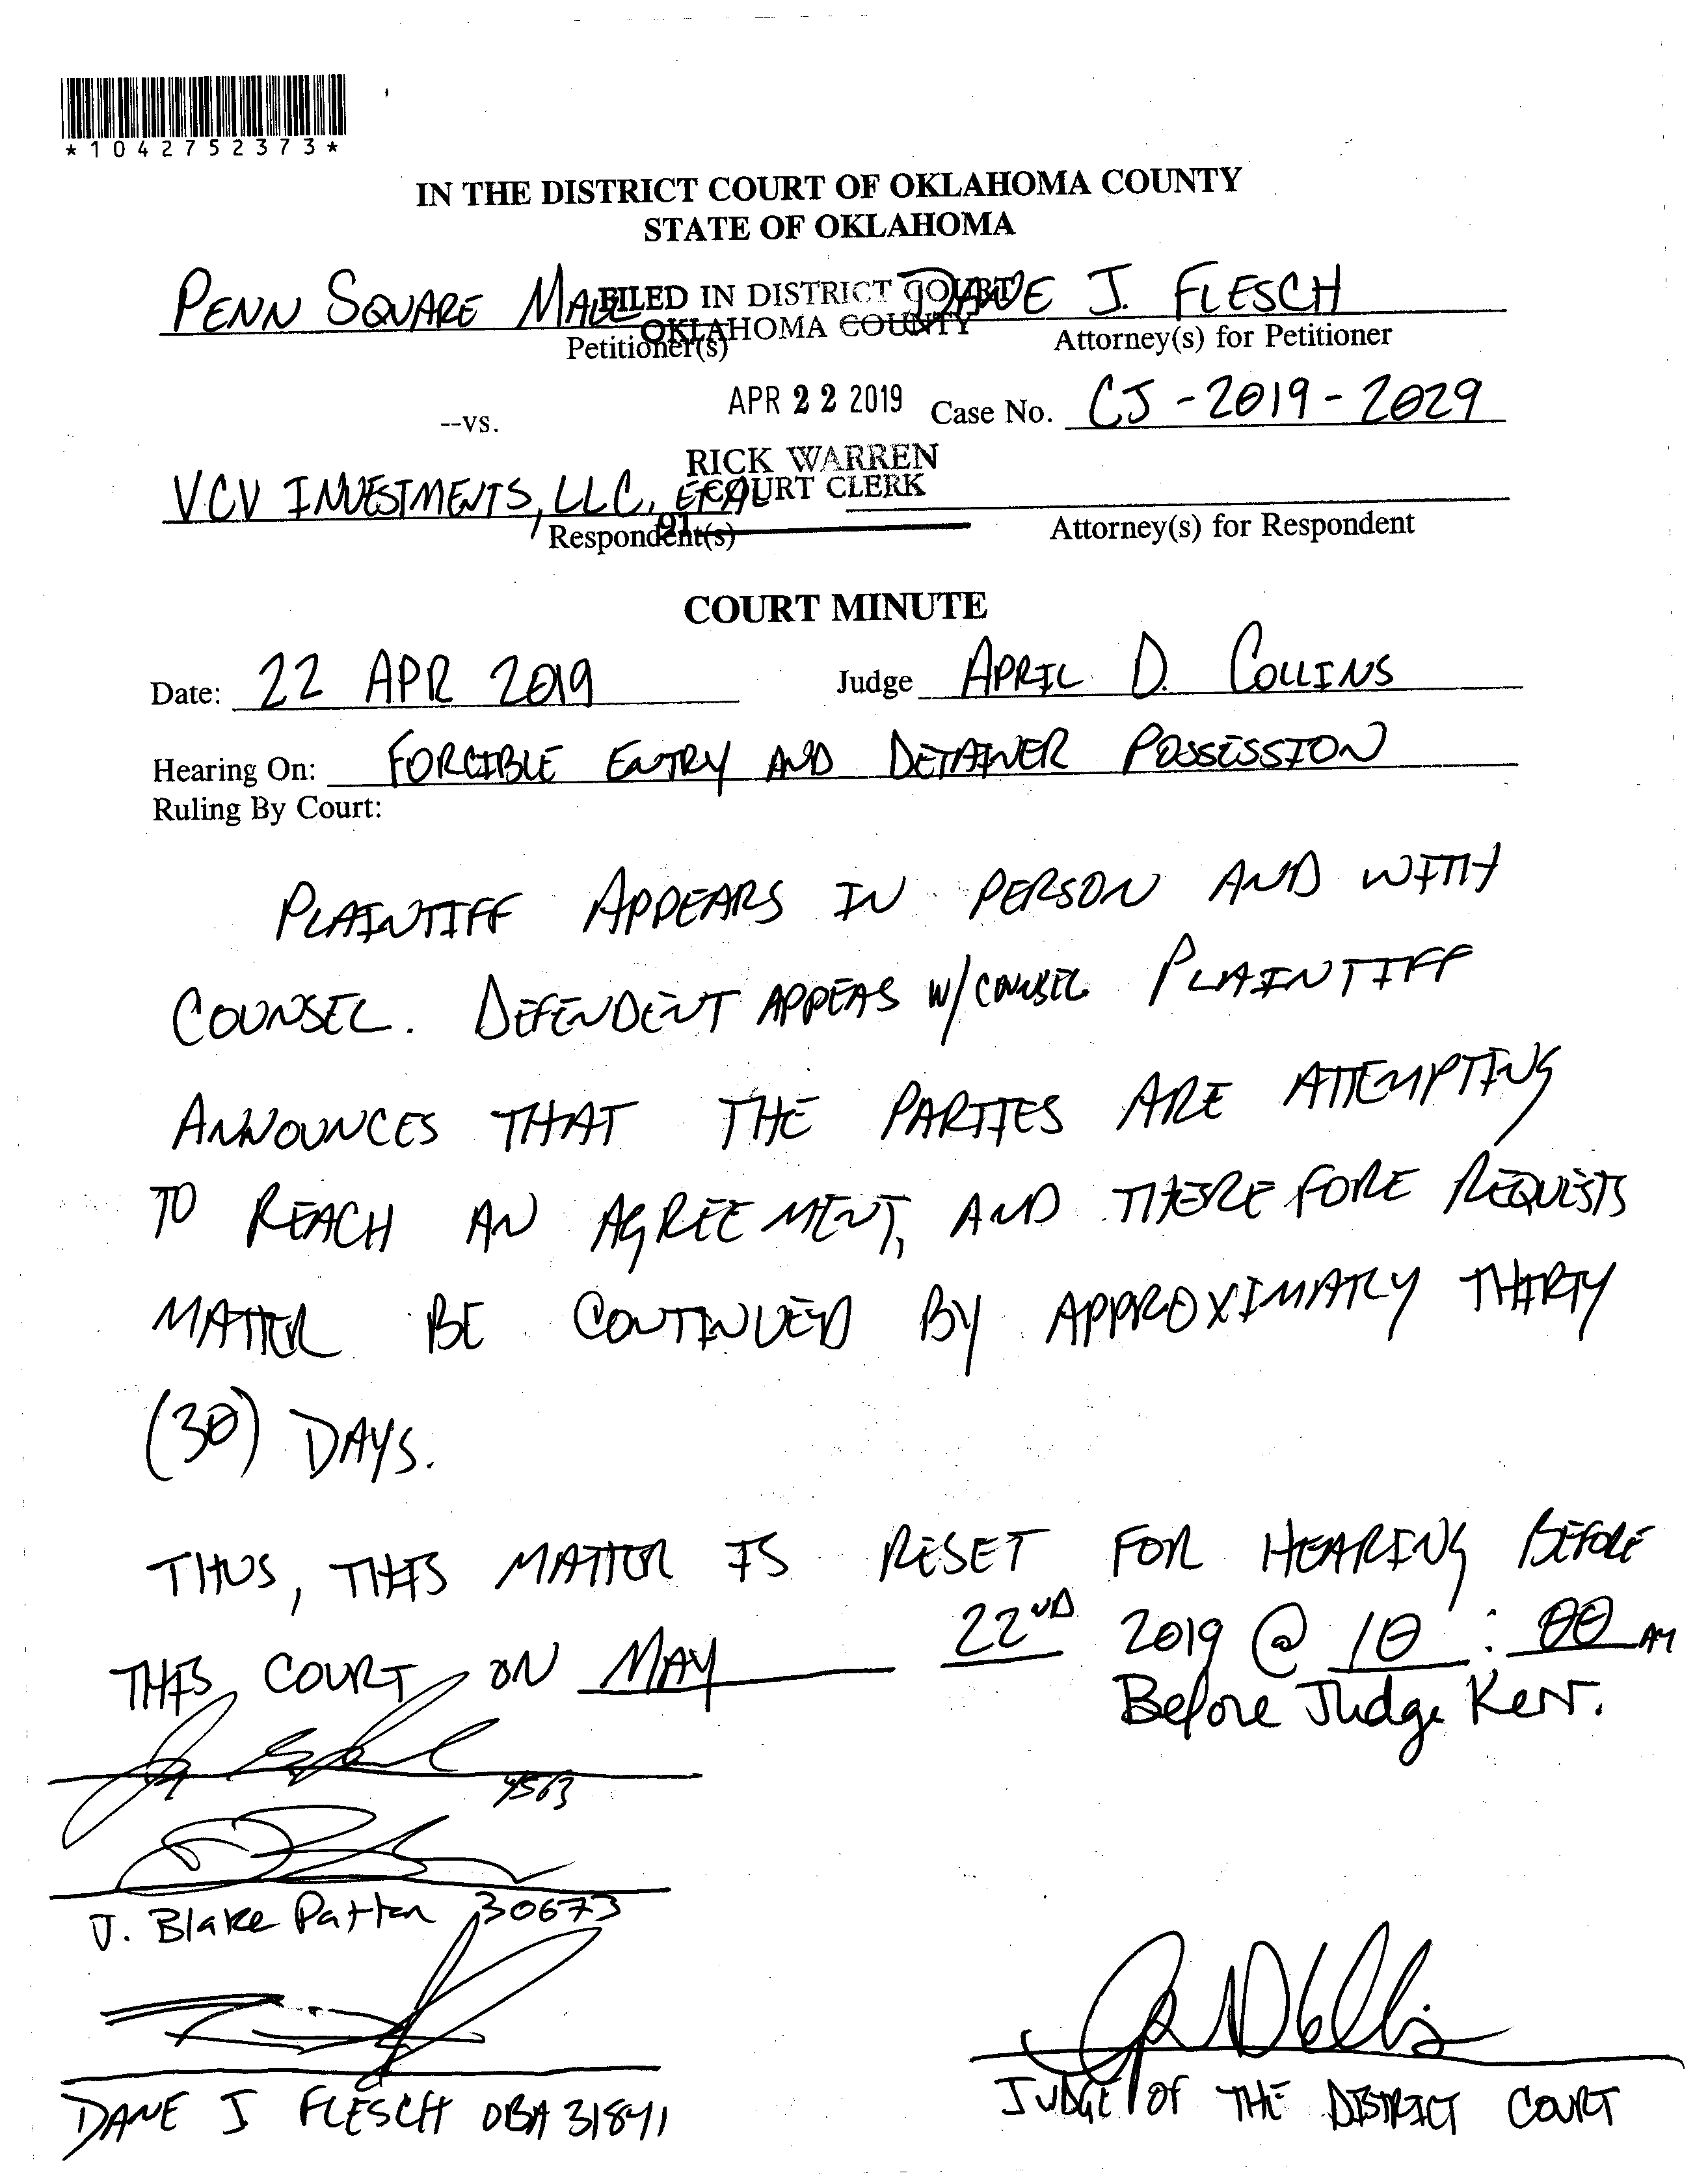 *1042752373*
IN THE DISTRICT COURT OF OKLAHOMA COUNTY
STATE OF OKLAHOMA
PENN SQUARE MALL DANE J. FLESCH
FILED IN DISTRICT COURT
OKLAHOMA COUNTY
Petitioner(s) Attorney(s) for Petitioner
--vs. APR 22 2019 Case No. CJ-2019-2029
RICK WARREN
COURT CLERK
VCV INVESTMENTS, LLC, ET AL
Respondent(s) Attorney(s) for Respondent
COURT MINUTE
Date: 22 APR 2019 Judge APRIL D. COLLINS
Hearing On: FORCIBLE ENTRY AND DETAINER POSSESSION
Ruling By Court:
PLAINTIFF APPEARS IN PERSON AND WITH
COUNSEL. DEFENDENT APPEAS W/COUNSEL PLAINTIFF
ANNOUNCES THAT THE PARTIES ARE ATTEMPTING
TO REACH AN AGREEMENT, AND THEREFORE REQUESTS
MATTER BE CONTINUED BY APPROXIMATLY THIRTY
(30) DAYS.
THUS, THIS MATTER IS RESET FOR HEARING BEFORE
THIS COURT ON MAY 22ND 2019 @ 10:00 AM
Before Judge Kerr.
4563
J. Blake Patton 30673
DANE J FLESCH OBA 31841
JUDGE OF THE DISTRICT COURT